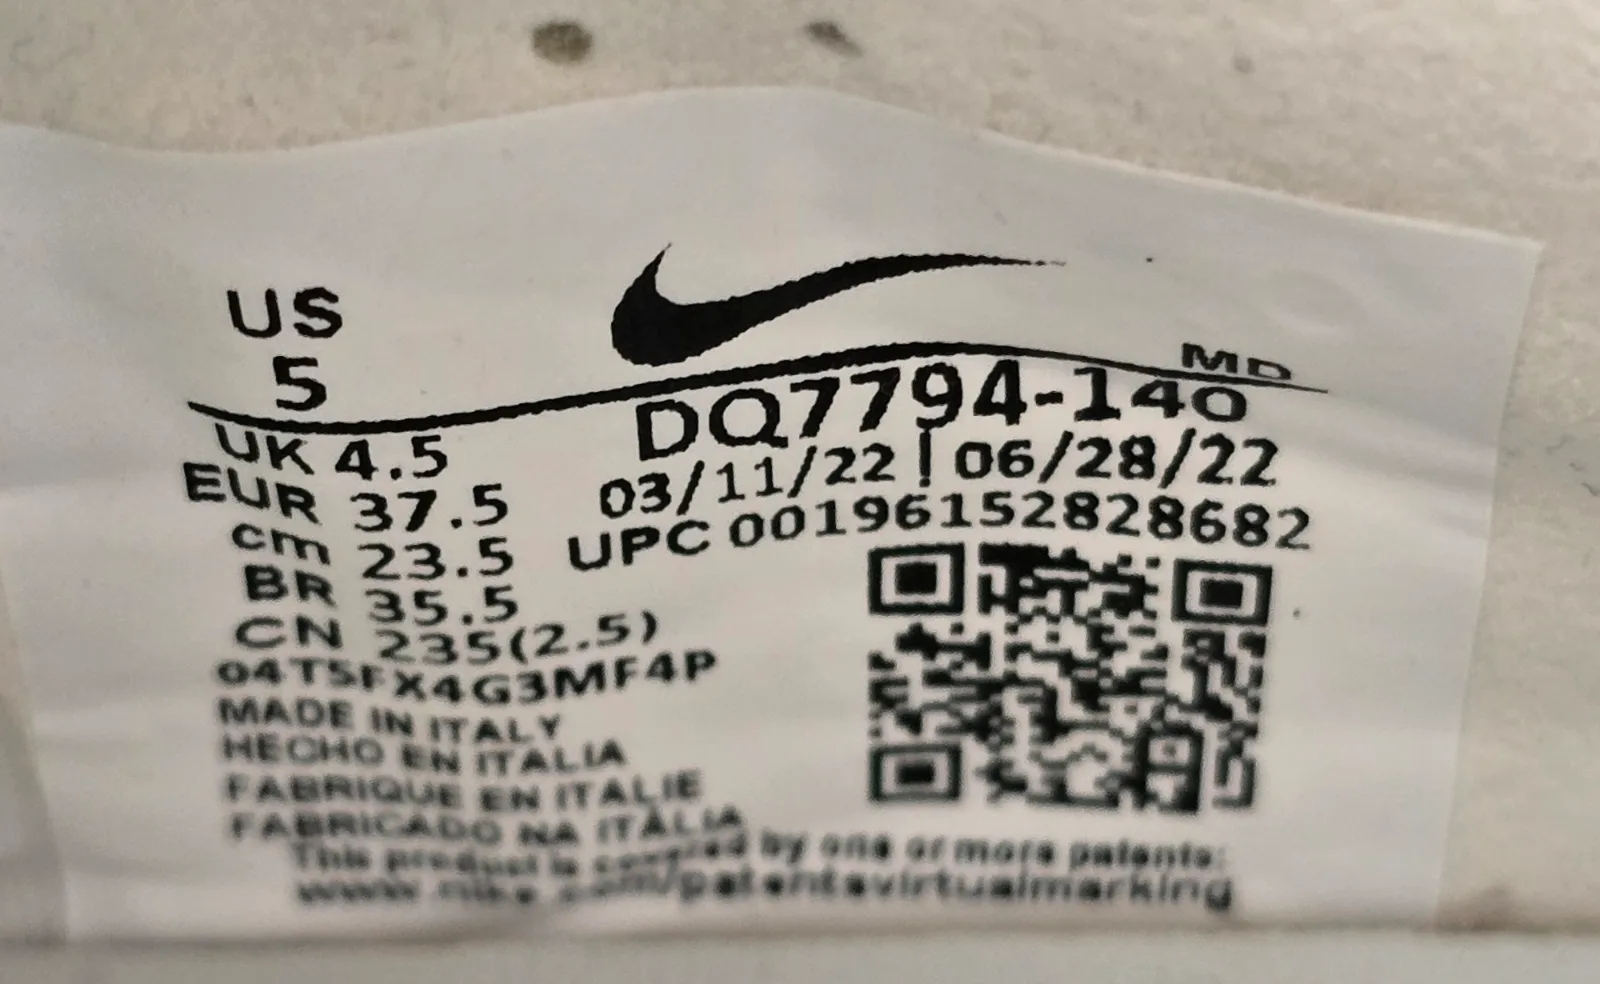 US
5
MD
UK 4.5
EUR 37.5
cm 23.5
BR 35.5
CN 235(2.5)
DQ7794-140
03/11/22 | 06/28/22
UPC 00196152828682
04T5FX4G3MF4P
MADE IN ITALY
HECHO EN ITALIA
FABRIQUE EN ITALIE
FABRICADO NA ITÁLIA
This product is covered by one or more patents:
www.nike.com/patentsvirtualmarking